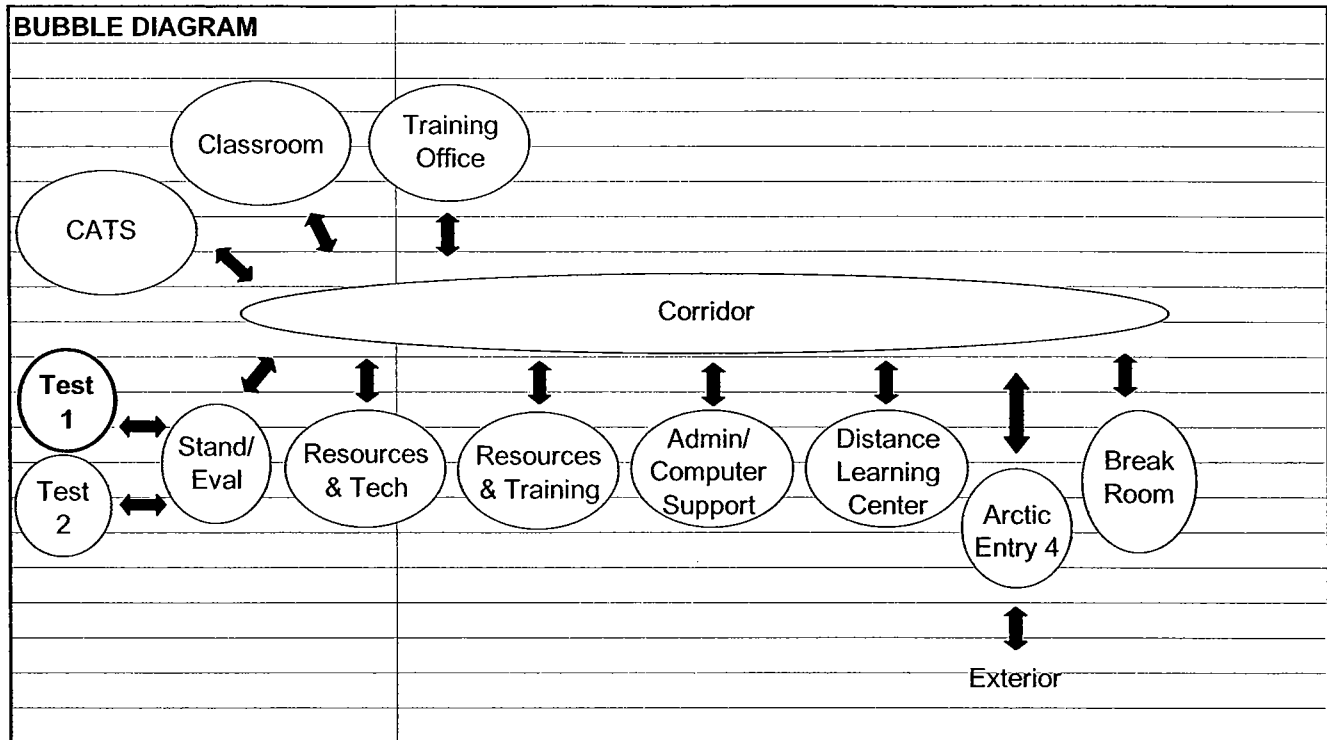 BUBBLE DIAGRAM
Classroom
Training
Office
CATS
Corridor
Test
1
Test
2
Stand/
Eval
Resources
& Tech
Resources
& Training
Admin/
Computer
Support
Distance
Learning
Center
Arctic
Entry 4
Break
Room
Exterior